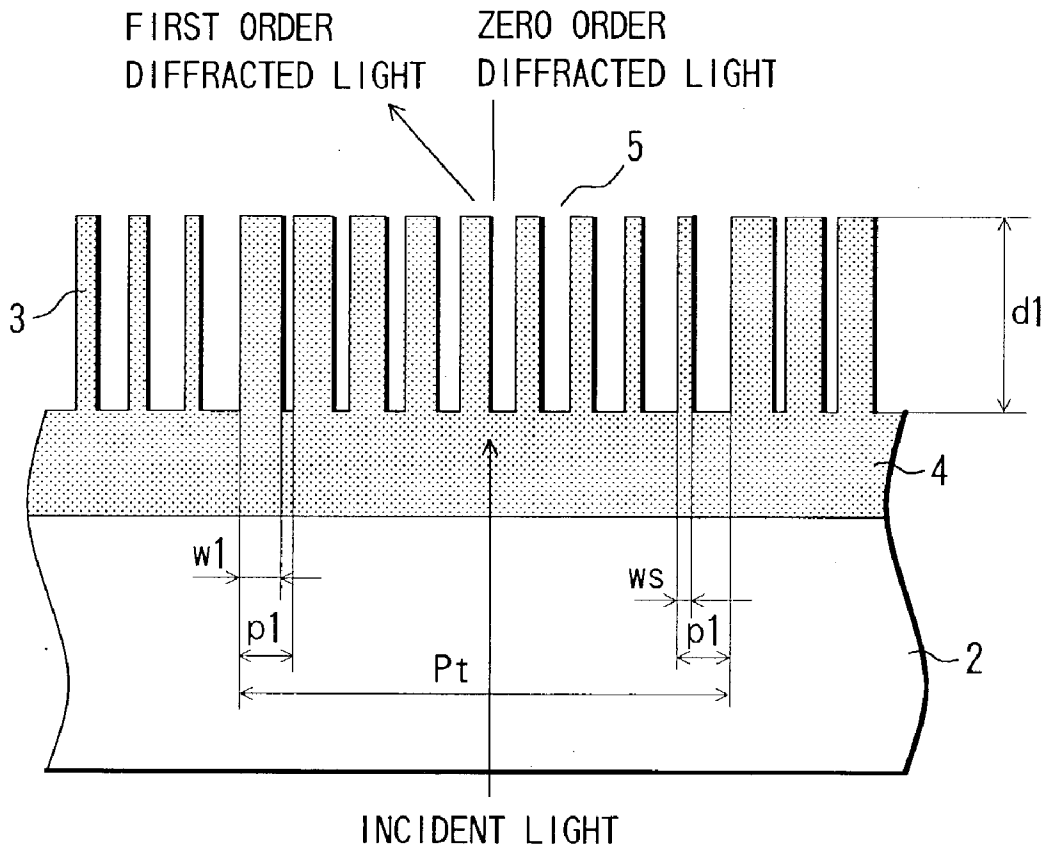 FIRST ORDER
DIFFRACTED LIGHT
ZERO ORDER
DIFFRACTED LIGHT
5
3
d1
4
w1
ws
p1
p1
Pt
2
INCIDENT LIGHT